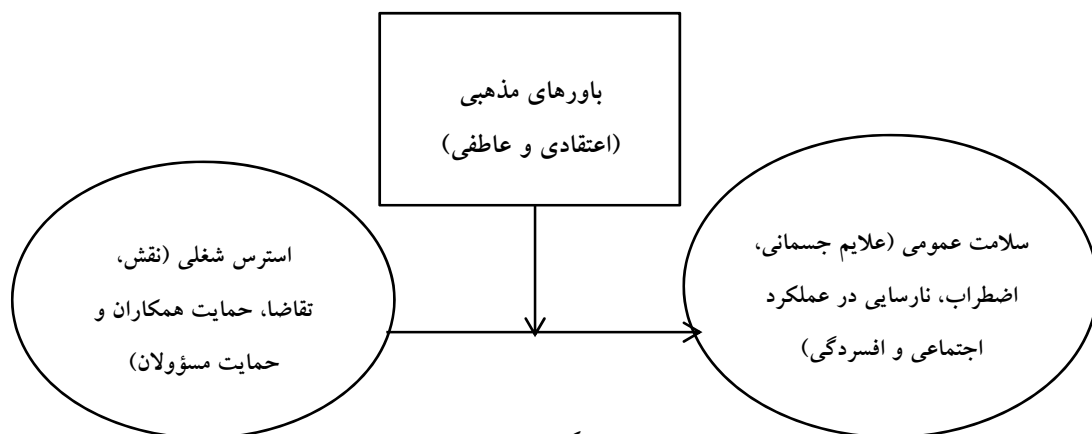 باورهای مذهبی
(اعتقادی و عاطفی)
استرس شغلی (نقش،
تقاضا، حمایت همکاران و
حمایت مسؤولان)
سلامت عمومی (علایم جسمانی،
اضطراب، نارسایی در عملکرد
اجتماعی و افسردگی)